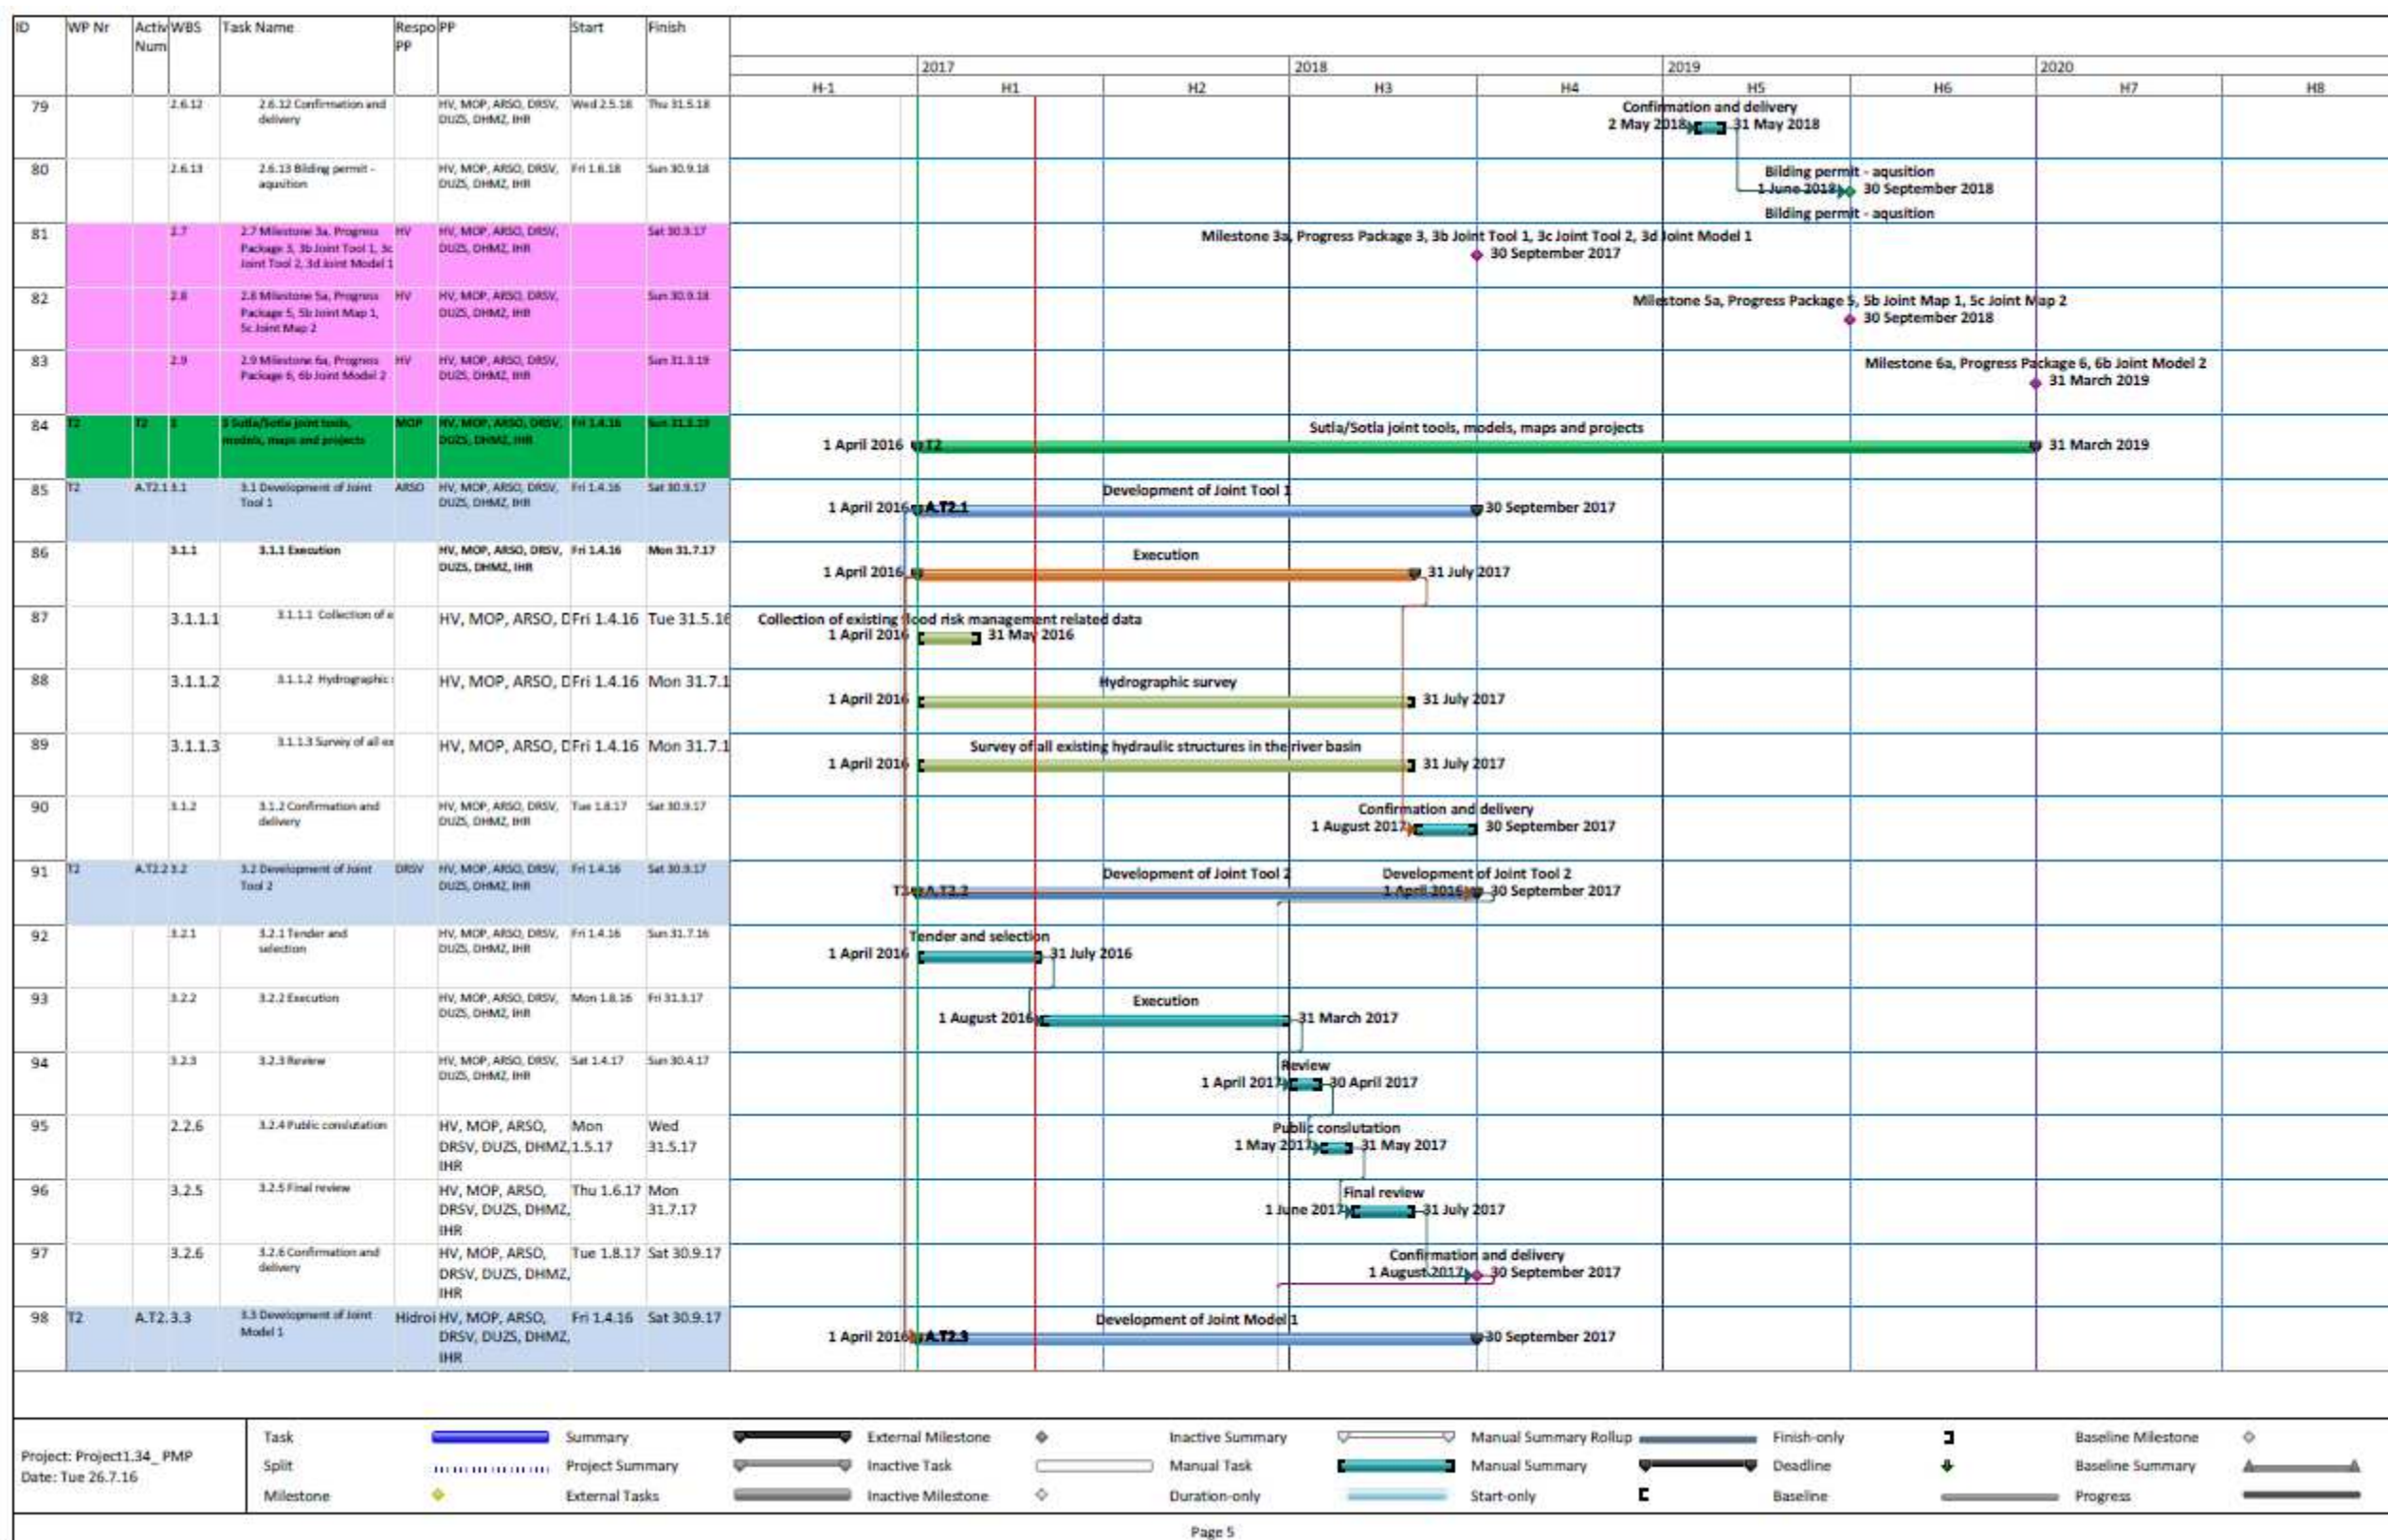 ID WP Nr Activ WBS Task Name Respo PP Start Finish
Num PP
2017 2018 2019 2020
H-1 H1 H2 H3 H4 H5 H6 H7 H8
79 2.6.12 2.6.12 Confirmation and HV, MOP, ARSO, DRSV, Wed 2.5.18 Thu 31.5.18
delivery DUZS, DHMZ, IHR
Confirmation and delivery
2 May 2018 31 May 2018
80 2.6.13 2.6.13 Bilding permit - HV, MOP, ARSO, DRSV, Fri 1.6.18 Sun 30.9.18
aqusition DUZS, DHMZ, IHR
Bilding permit - aqusition
1 June 2018 30 September 2018
Bilding permit - aqusition
81 2.7 2.7 Milestone 3a, Progress HV HV, MOP, ARSO, DRSV, Sat 30.9.17
Package 3, 3b Joint Tool 1, 3c DUZS, DHMZ, IHR
Joint Tool 2, 3d Joint Model 1
Milestone 3a, Progress Package 3, 3b Joint Tool 1, 3c Joint Tool 2, 3d Joint Model 1
30 September 2017
82 2.8 2.8 Milestone 5a, Progress HV HV, MOP, ARSO, DRSV, Sun 30.9.18
Package 5, 5b Joint Map 1, DUZS, DHMZ, IHR
5c Joint Map 2
Milestone 5a, Progress Package 5, 5b Joint Map 1, 5c Joint Map 2
30 September 2018
83 2.9 2.9 Milestone 6a, Progress HV HV, MOP, ARSO, DRSV, Sun 31.3.19
Package 6, 6b Joint Model 2 DUZS, DHMZ, IHR
Milestone 6a, Progress Package 6, 6b Joint Model 2
31 March 2019
84 T2 T2 3 3 Sutla/Sotla joint tools, MOP HV, MOP, ARSO, DRSV, Fri 1.4.16 Sun 31.3.19
models, maps and projects DUZS, DHMZ, IHR
Sutla/Sotla joint tools, models, maps and projects
1 April 2016 T2 31 March 2019
85 T2 A.T2.1 3.1 3.1 Development of Joint ARSO HV, MOP, ARSO, DRSV, Fri 1.4.16 Sat 30.9.17
Tool 1 DUZS, DHMZ, IHR
Development of Joint Tool 1
1 April 2016 A.T2.1 30 September 2017
86 3.1.1 3.1.1 Execution HV, MOP, ARSO, DRSV, Fri 1.4.16 Mon 31.7.17
DUZS, DHMZ, IHR
Execution
1 April 2016 31 July 2017
87 3.1.1.1 3.1.1.1 Collection of e HV, MOP, ARSO, D Fri 1.4.16 Tue 31.5.16
Collection of existing flood risk management related data
1 April 2016 31 May 2016
88 3.1.1.2 3.1.1.2 Hydrographic HV, MOP, ARSO, D Fri 1.4.16 Mon 31.7.1
Hydrographic survey
1 April 2016 31 July 2017
89 3.1.1.3 3.1.1.3 Survey of all ex HV, MOP, ARSO, D Fri 1.4.16 Mon 31.7.1
Survey of all existing hydraulic structures in the river basin
1 April 2016 31 July 2017
90 3.1.2 3.1.2 Confirmation and HV, MOP, ARSO, DRSV, Tue 1.8.17 Sat 30.9.17
delivery DUZS, DHMZ, IHR
Confirmation and delivery
1 August 2017 30 September 2017
91 T2 A.T2.2 3.2 3.2 Development of Joint DRSV HV, MOP, ARSO, DRSV, Fri 1.4.16 Sat 30.9.17
Tool 2 DUZS, DHMZ, IHR
Development of Joint Tool 2 Development of Joint Tool 2
A.T2.2 1 April 2016 30 September 2017
92 3.2.1 3.2.1 Tender and HV, MOP, ARSO, DRSV, Fri 1.4.16 Sun 31.7.16
selection DUZS, DHMZ, IHR
Tender and selection
1 April 2016 31 July 2016
93 3.2.2 3.2.2 Execution HV, MOP, ARSO, DRSV, Mon 1.8.16 Fri 31.3.17
DUZS, DHMZ, IHR
Execution
1 August 2016 31 March 2017
94 3.2.3 3.2.3 Review HV, MOP, ARSO, DRSV, Sat 1.4.17 Sun 30.4.17
DUZS, DHMZ, IHR
Review
1 April 2017 30 April 2017
95 2.2.6 3.2.4 Public conslutation HV, MOP, ARSO, Mon Wed
DRSV, DUZS, DHMZ, 1.5.17 31.5.17
IHR
Public conslutation
1 May 2017 31 May 2017
96 3.2.5 3.2.5 Final review HV, MOP, ARSO, Thu 1.6.17 Mon
DRSV, DUZS, DHMZ, 31.7.17
IHR
Final review
1 June 2017 31 July 2017
97 3.2.6 3.2.6 Confirmation and HV, MOP, ARSO, Tue 1.8.17 Sat 30.9.17
delivery DRSV, DUZS, DHMZ,
IHR
Confirmation and delivery
1 August 2017 30 September 2017
98 T2 A.T2. 3.3 3.3 Development of Joint Hidroi HV, MOP, ARSO, Fri 1.4.16 Sat 30.9.17
Model 1 DRSV, DUZS, DHMZ,
IHR
Development of Joint Model 1
1 April 2016 A.T2.3 30 September 2017
Project: Project1.34_ PMP
Date: Tue 26.7.16
Task Summary External Milestone Inactive Summary Manual Summary Rollup Finish-only Baseline Milestone
Split Project Summary Inactive Task Manual Task Manual Summary Deadline Baseline Summary
Milestone External Tasks Inactive Milestone Duration-only Start-only Baseline Progress
Page 5